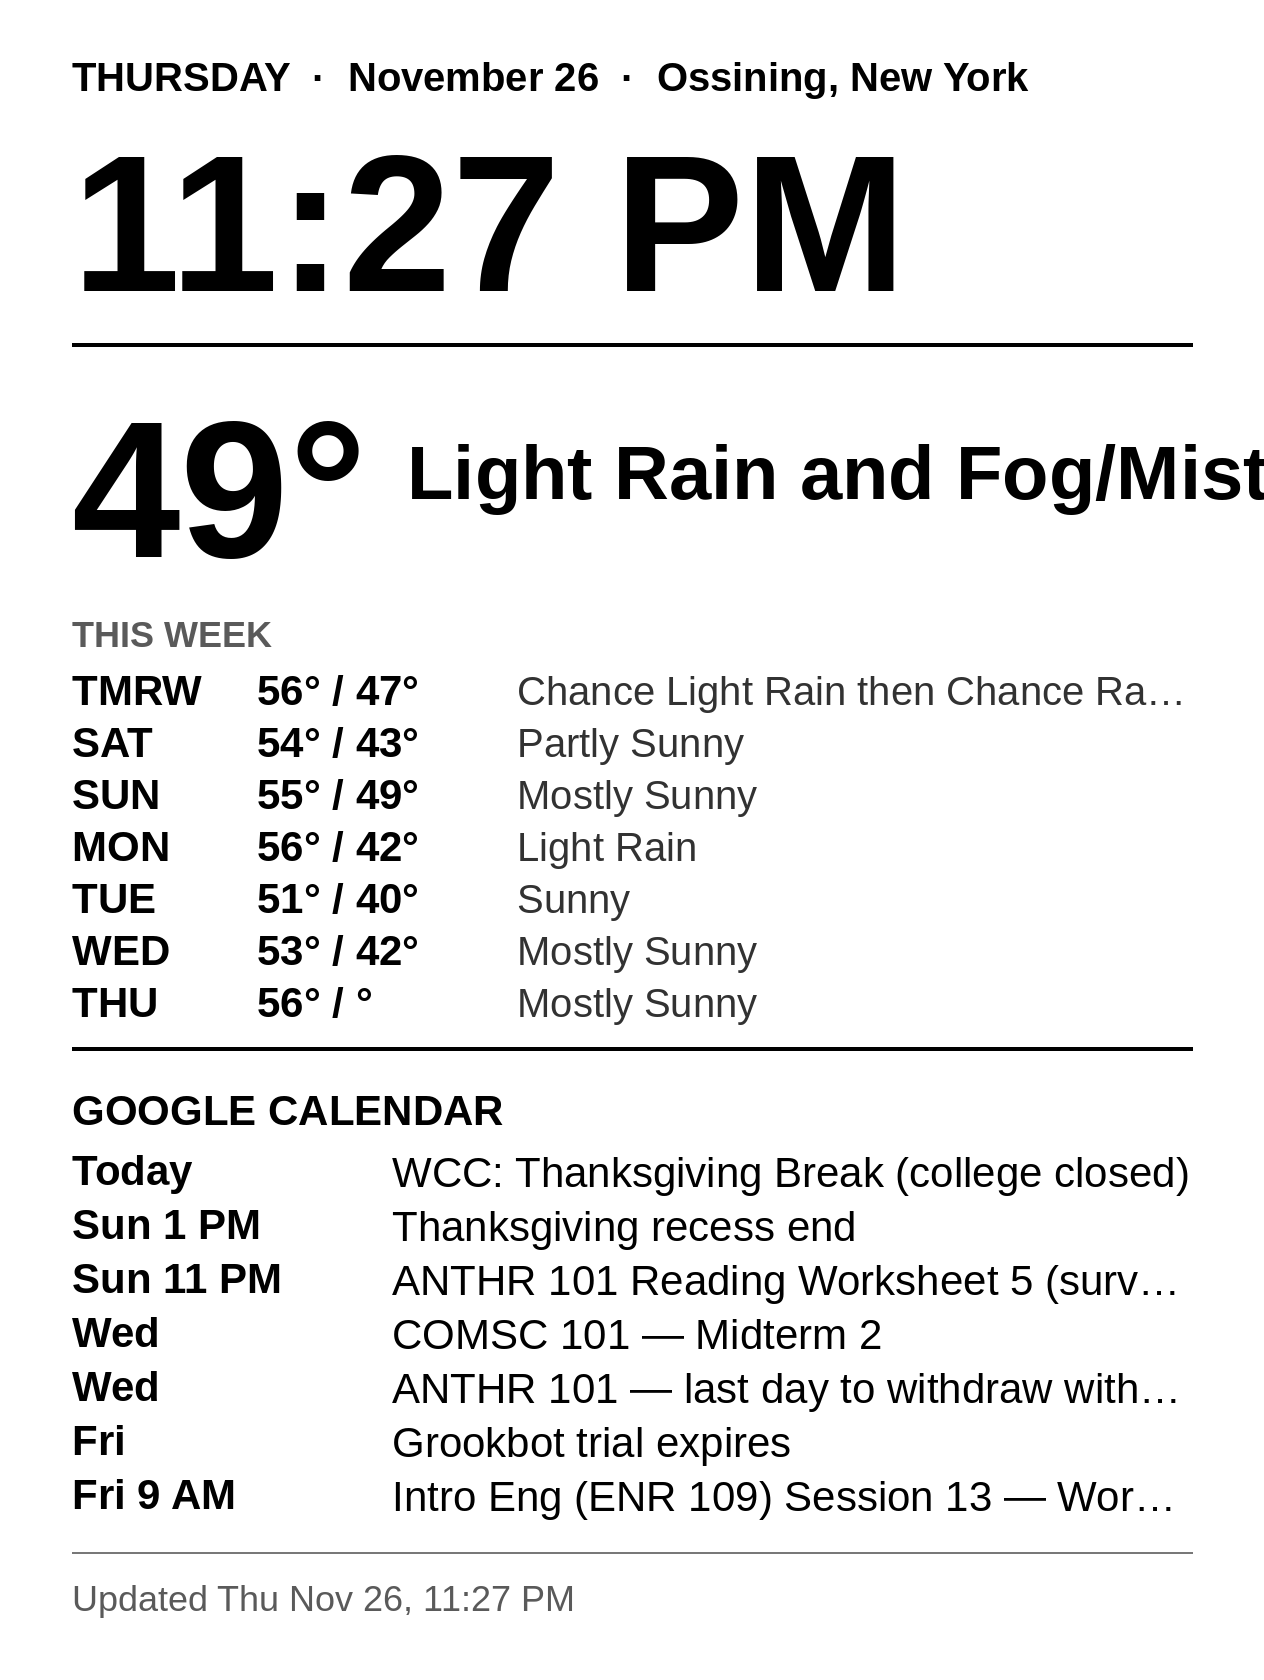 THURSDAY · November 26 · Ossining, New York
11:27 PM
49° Light Rain and Fog/Mist
THIS WEEK
TMRW 56° / 47° Chance Light Rain then Chance Ra…
SAT 54° / 43° Partly Sunny
SUN 55° / 49° Mostly Sunny
MON 56° / 42° Light Rain
TUE 51° / 40° Sunny
WED 53° / 42° Mostly Sunny
THU 56° / ° Mostly Sunny
GOOGLE CALENDAR
Today WCC: Thanksgiving Break (college closed)
Sun 1 PM Thanksgiving recess end
Sun 11 PM ANTHR 101 Reading Worksheet 5 (surv…
Wed COMSC 101 — Midterm 2
Wed ANTHR 101 — last day to withdraw with…
Fri Grookbot trial expires
Fri 9 AM Intro Eng (ENR 109) Session 13 — Wor…
Updated Thu Nov 26, 11:27 PM